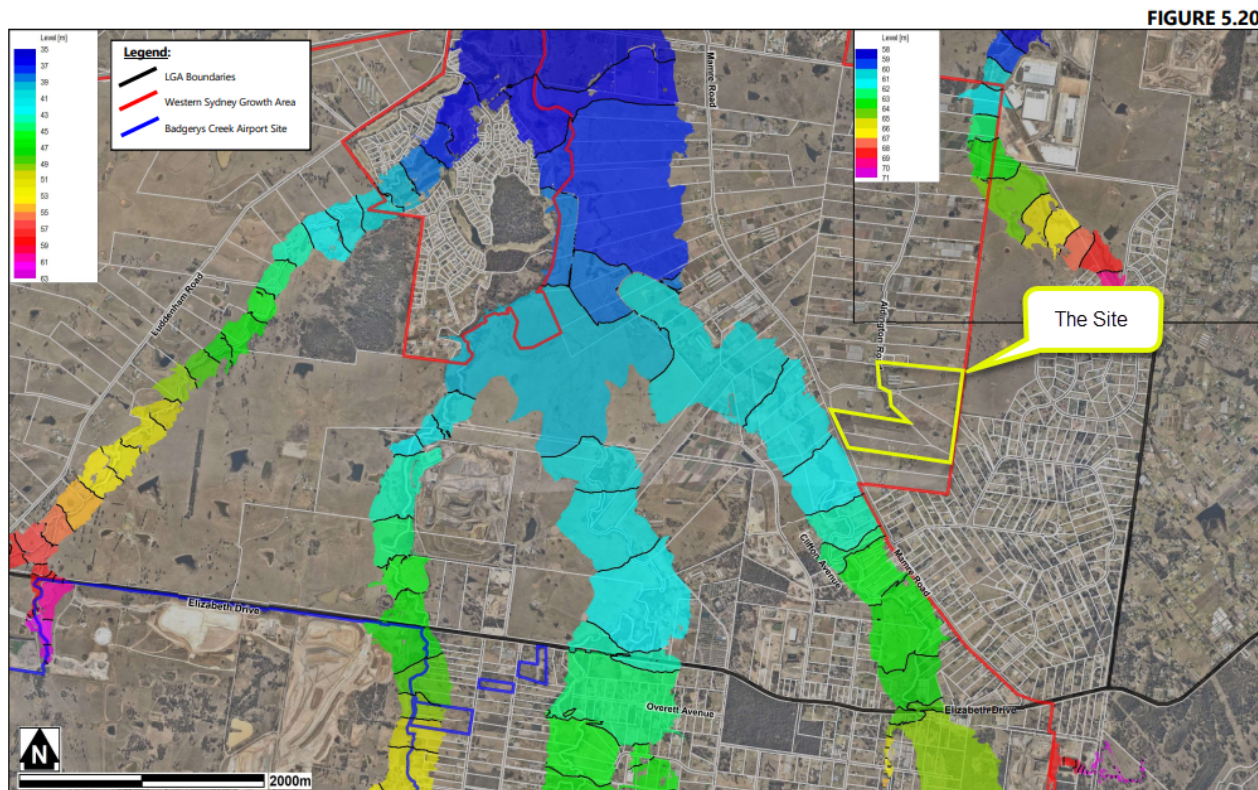 FIGURE 5.20
Level (m)
35
37
39
41
43
45
47
49
51
53
55
57
59
61
63
Legend:
LGA Boundaries
Western Sydney Growth Area
Badgerys Creek Airport Site
Mamre Road
Level (m)
58
59
60
61
62
63
64
65
66
67
68
69
70
71
Luddenham Road
The Site
Clifton Avenue
Mamre Road
Elizabeth Drive
Overett Avenue
Elizabeth Drive
N
2000m